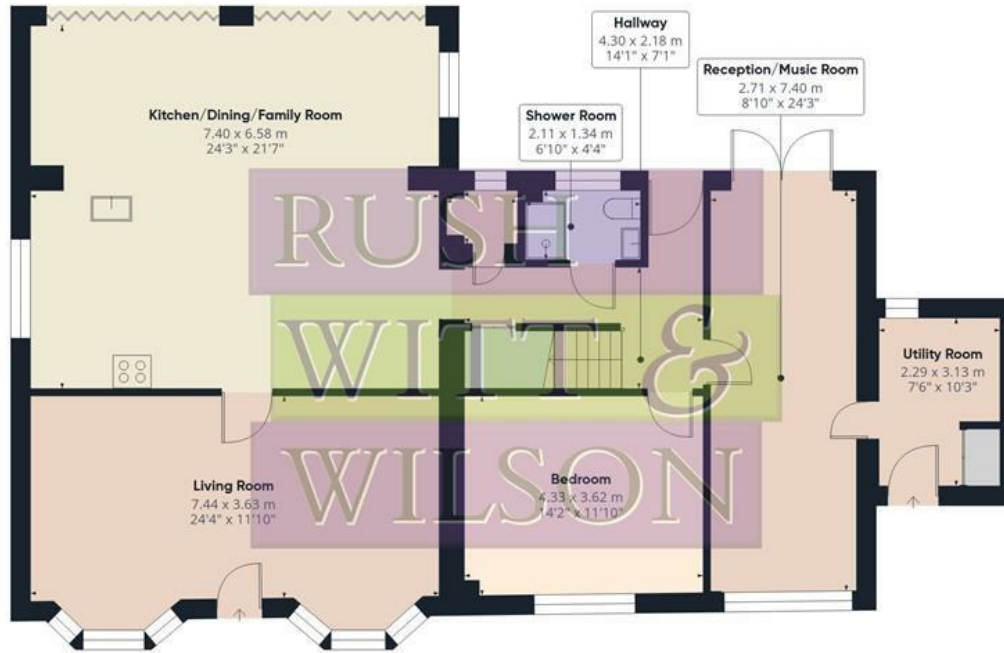 Hallway
4.30 x 2.18 m
14'1" x 7'1"
Reception/Music Room
2.71 x 7.40 m
8'10" x 24'3"
Kitchen/Dining/Family Room
7.40 x 6.58 m
24'3" x 21'7"
Shower Room
2.11 x 1.34 m
6'10" x 4'4"
RUSH
WITT &
WILSON
Utility Room
2.29 x 3.13 m
7'6" x 10'3"
Living Room
7.44 x 3.63 m
24'4" x 11'10"
Bedroom
4.33 x 3.62 m
14'2" x 11'10"